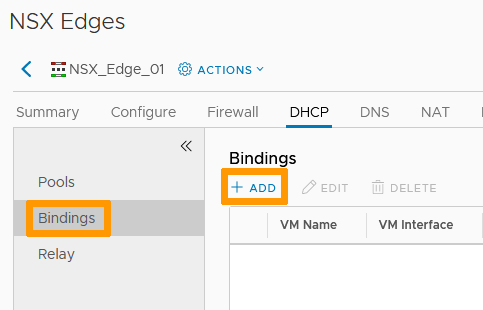 NSX Edges
NSX_Edge_01 ACTIONS
Summary Configure Firewall DHCP DNS NAT
Pools
Bindings
Relay
Bindings
+ ADD EDIT DELETE
VM Name VM Interface